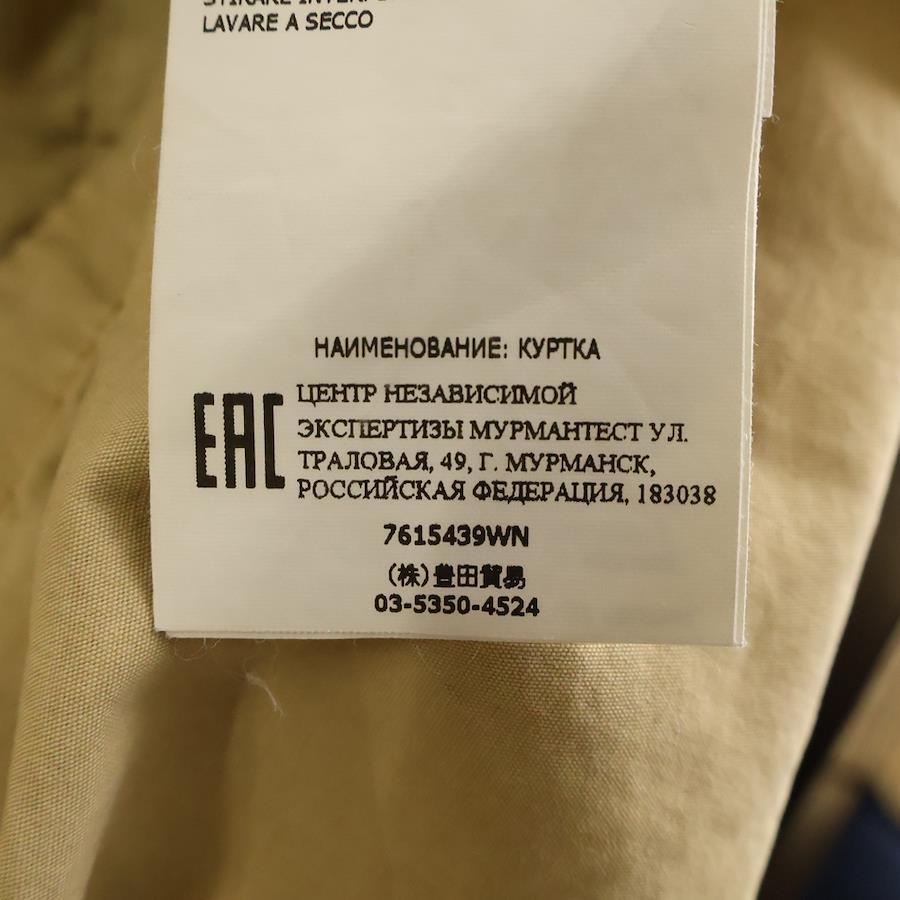 LAVARE A SECCO
НАИМЕНОВАНИЕ: КУРТКА
EAC
ЦЕНТР НЕЗАВИСИМОЙ
ЭКСПЕРТИЗЫ МУРМАНТЕСТ УЛ.
ТРАЛОВАЯ, 49, Г. МУРМАНСК,
РОССИЙСКАЯ ФЕДЕРАЦИЯ, 183038
7615439WN
(株)豊田貿易
03-5350-4524